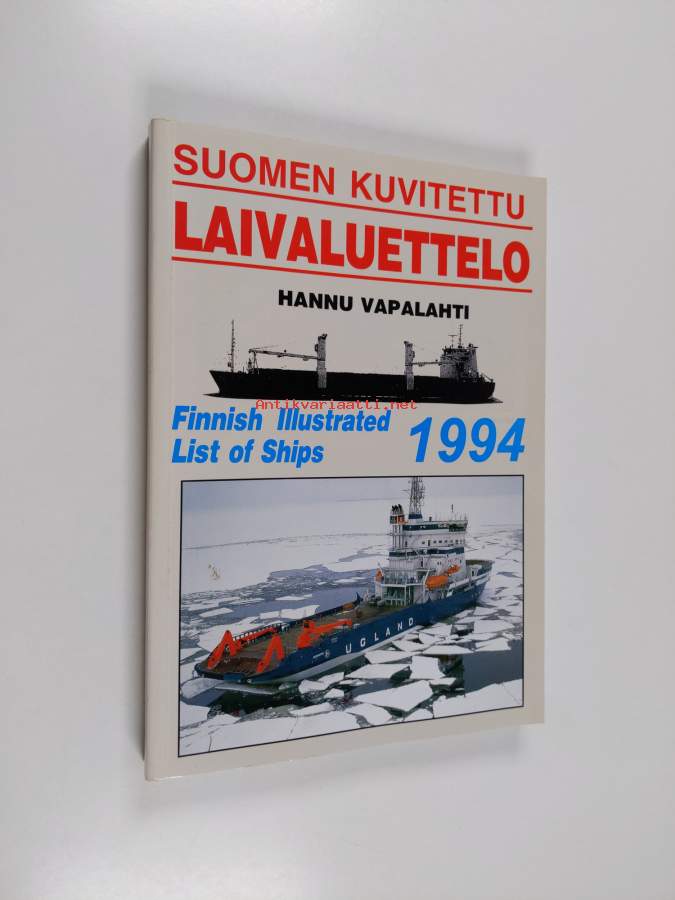 SUOMEN KUVITETTU
LAIVALUETTELO
HANNU VAPALAHTI
Antikvariaatti.net
Finnish Illustrated
List of Ships
1994
UGLAND